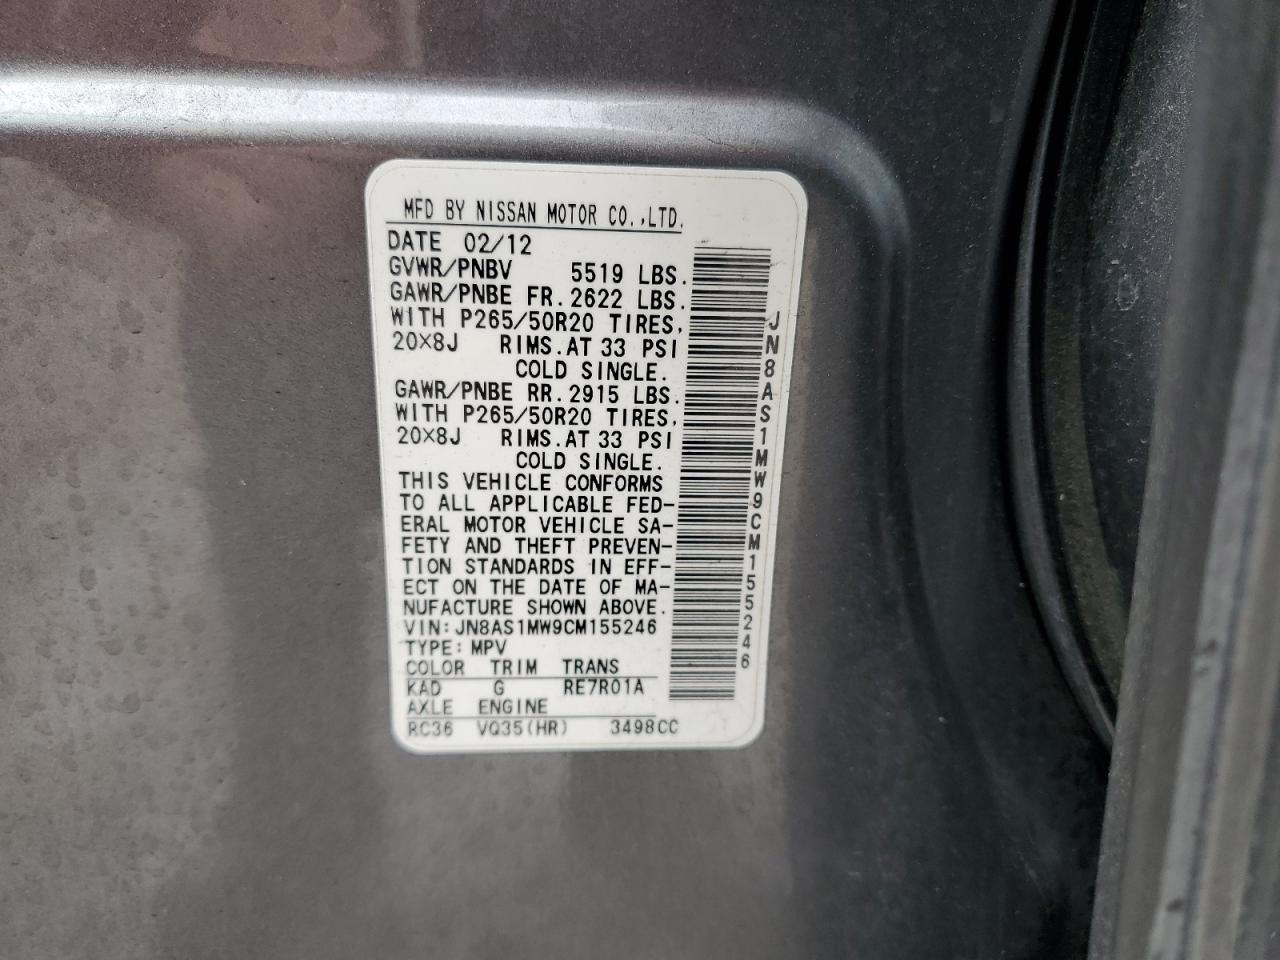 MFD BY NISSAN MOTOR CO.,LTD.
DATE 02/12
GVWR/PNBV 5519 LBS.
GAWR/PNBE FR. 2622 LBS.
WITH P265/50R20 TIRES,
20×8J RIMS.AT 33 PSI
COLD SINGLE.
GAWR/PNBE RR. 2915 LBS.
WITH P265/50R20 TIRES,
20×8J RIMS.AT 33 PSI
COLD SINGLE.
THIS VEHICLE CONFORMS
TO ALL APPLICABLE FED-
ERAL MOTOR VEHICLE SA-
FETY AND THEFT PREVEN-
TION STANDARDS IN EFF-
ECT ON THE DATE OF MA-
NUFACTURE SHOWN ABOVE.
VIN:JN8AS1MW9CM155246
TYPE:MPV
COLOR TRIM TRANS
KAD G RE7R01A
AXLE ENGINE
RC36 VQ35(HR) 3498CC
JN8AS1MW9CM155246